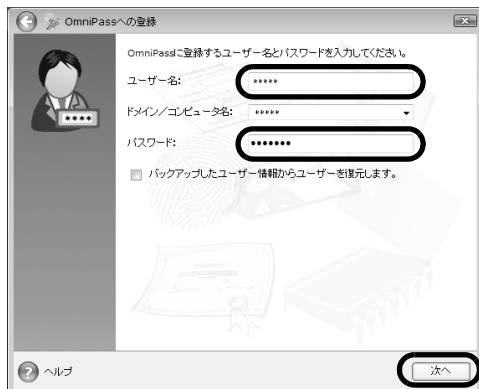 OmniPassへの登録
OmniPassに登録するユーザー名とパスワードを入力してください。
ユーザー名: *****
ドメイン／コンピュータ名: *****
パスワード: •••••••
****
バックアップしたユーザー情報からユーザーを復元します。
ヘルプ
次へ